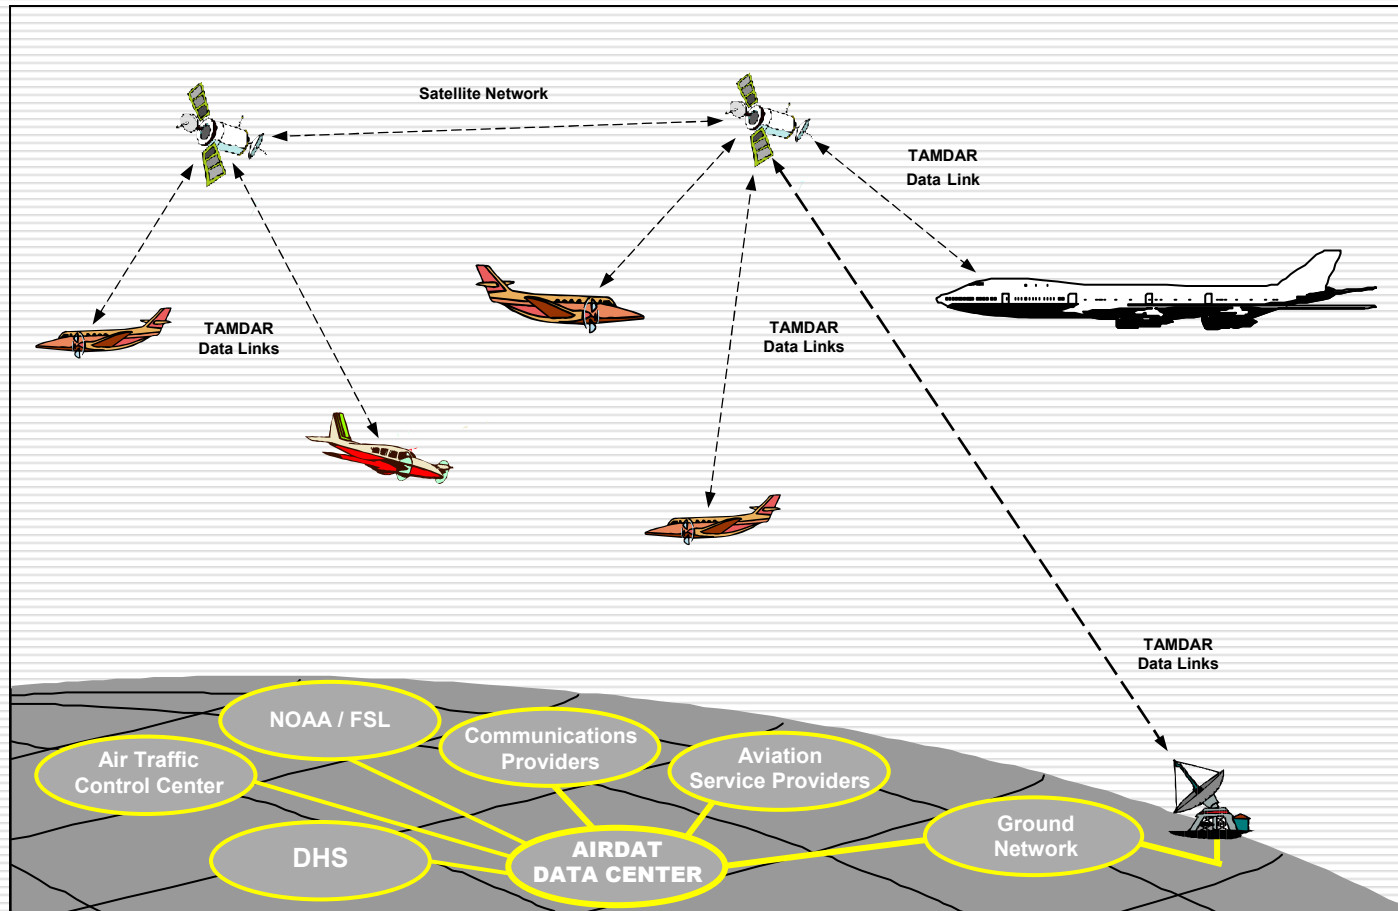 Satellite Network
TAMDAR
Data Link
TAMDAR
Data Links
TAMDAR
Data Links
TAMDAR
Data Links
NOAA / FSL
Communications
Providers
Air Traffic
Control Center
Aviation
Service Providers
DHS
AIRDAT
DATA CENTER
Ground
Network